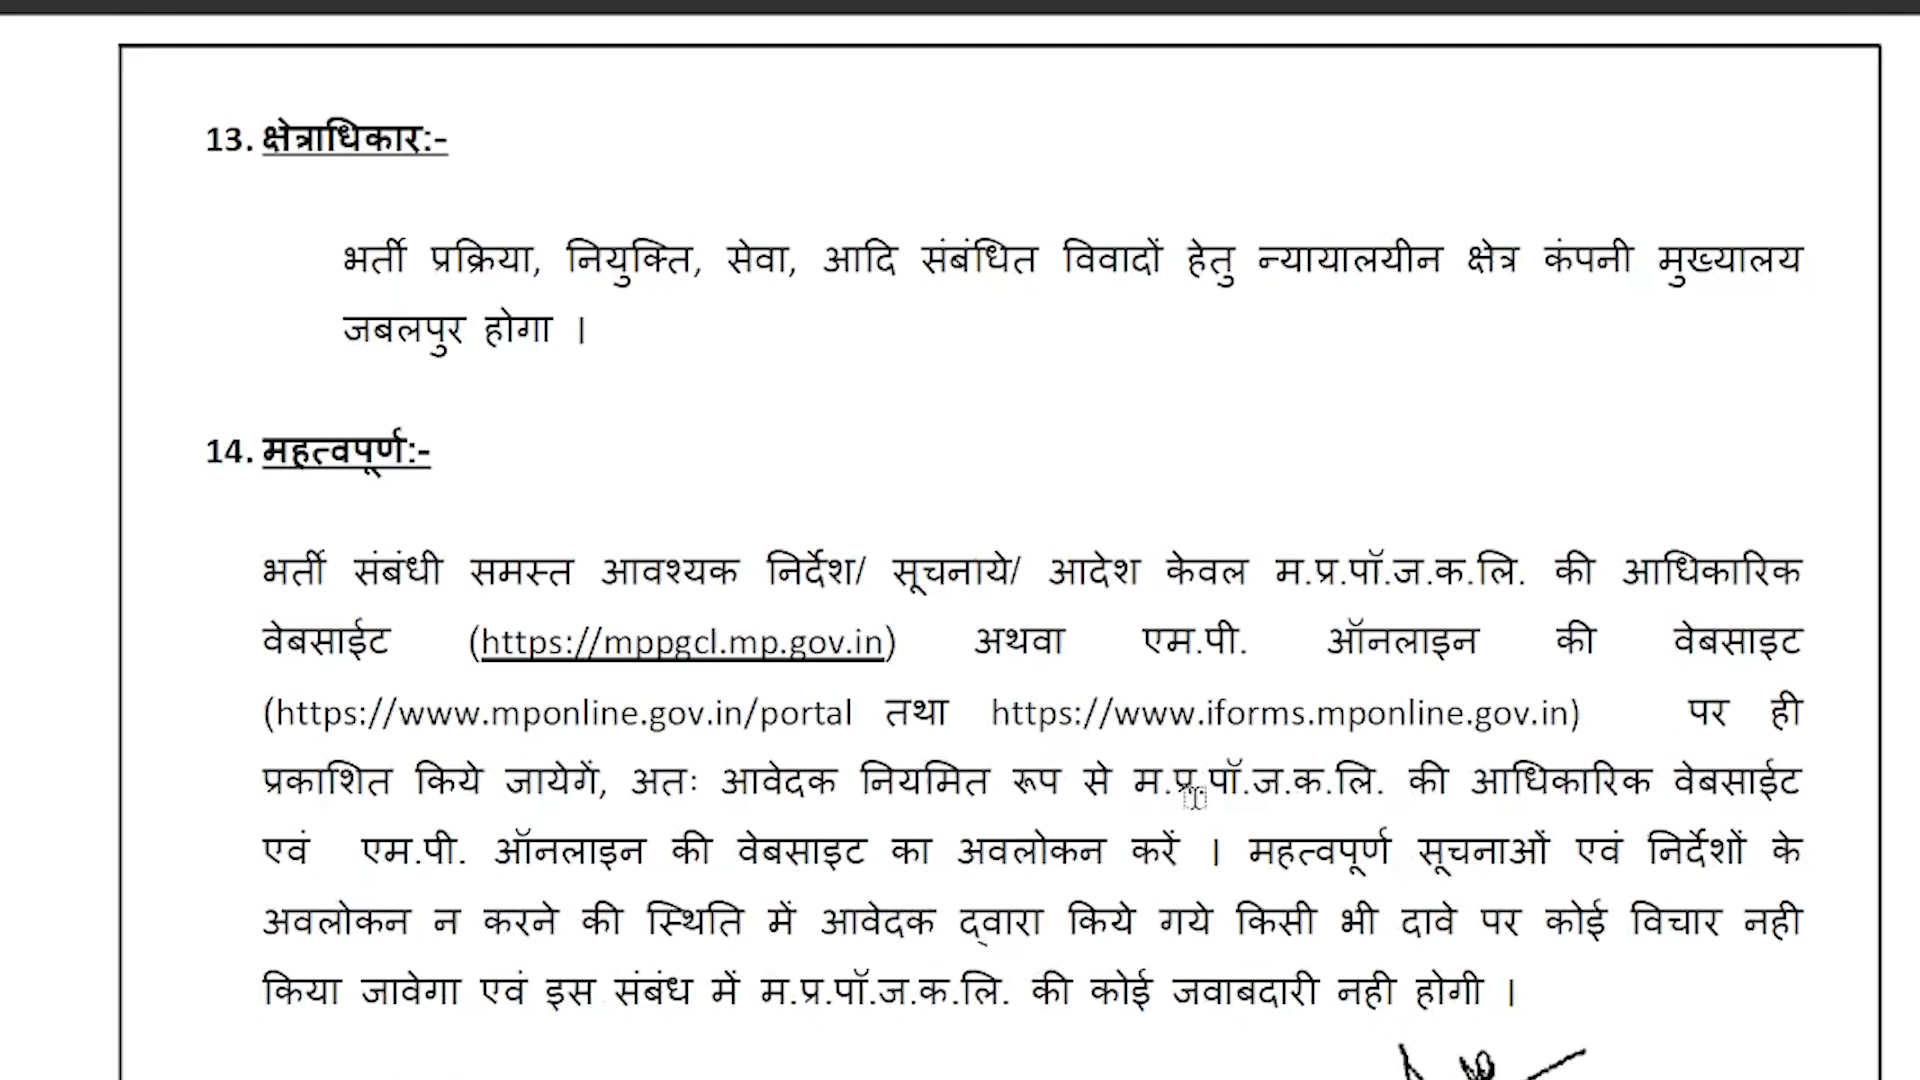 13. क्षेत्राधिकार:-
भर्ती प्रक्रिया, नियुक्ति, सेवा, आदि संबंधित विवादों हेतु न्यायालयीन क्षेत्र कंपनी मुख्यालय
जबलपुर होगा ।
14. महत्वपूर्ण:-
भर्ती संबंधी समस्त आवश्यक निर्देश/ सूचनाये/ आदेश केवल म.प्र.पॉ.ज.क.लि. की आधिकारिक
वेबसाईट (https://mppgcl.mp.gov.in) अथवा एम.पी. ऑनलाइन की वेबसाइट
(https://www.mponline.gov.in/portal तथा https://www.iforms.mponline.gov.in) पर ही
प्रकाशित किये जायेगें, अतः आवेदक नियमित रूप से म.प्र.पॉ.ज.क.लि. की आधिकारिक वेबसाईट
एवं एम.पी. ऑनलाइन की वेबसाइट का अवलोकन करें । महत्वपूर्ण सूचनाओं एवं निर्देशों के
अवलोकन न करने की स्थिति में आवेदक द्वारा किये गये किसी भी दावे पर कोई विचार नही
किया जावेगा एवं इस संबंध में म.प्र.पॉ.ज.क.लि. की कोई जवाबदारी नही होगी ।